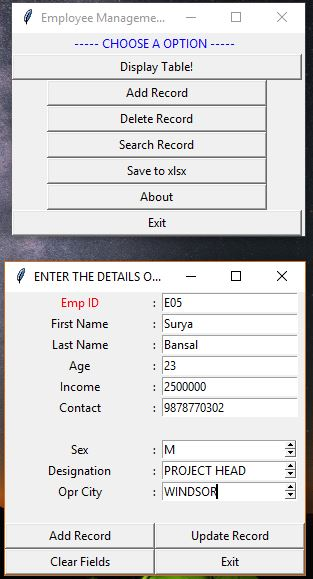 Employee Manageme...
----- CHOOSE A OPTION -----
Display Table!
Add Record
Delete Record
Search Record
Save to xlsx
About
Exit
ENTER THE DETAILS O...
Emp ID : E05
First Name : Surya
Last Name : Bansal
Age : 23
Income : 2500000
Contact : 9878770302
Sex : M
Designation : PROJECT HEAD
Opr City : WINDSOR
Add Record Update Record
Clear Fields Exit